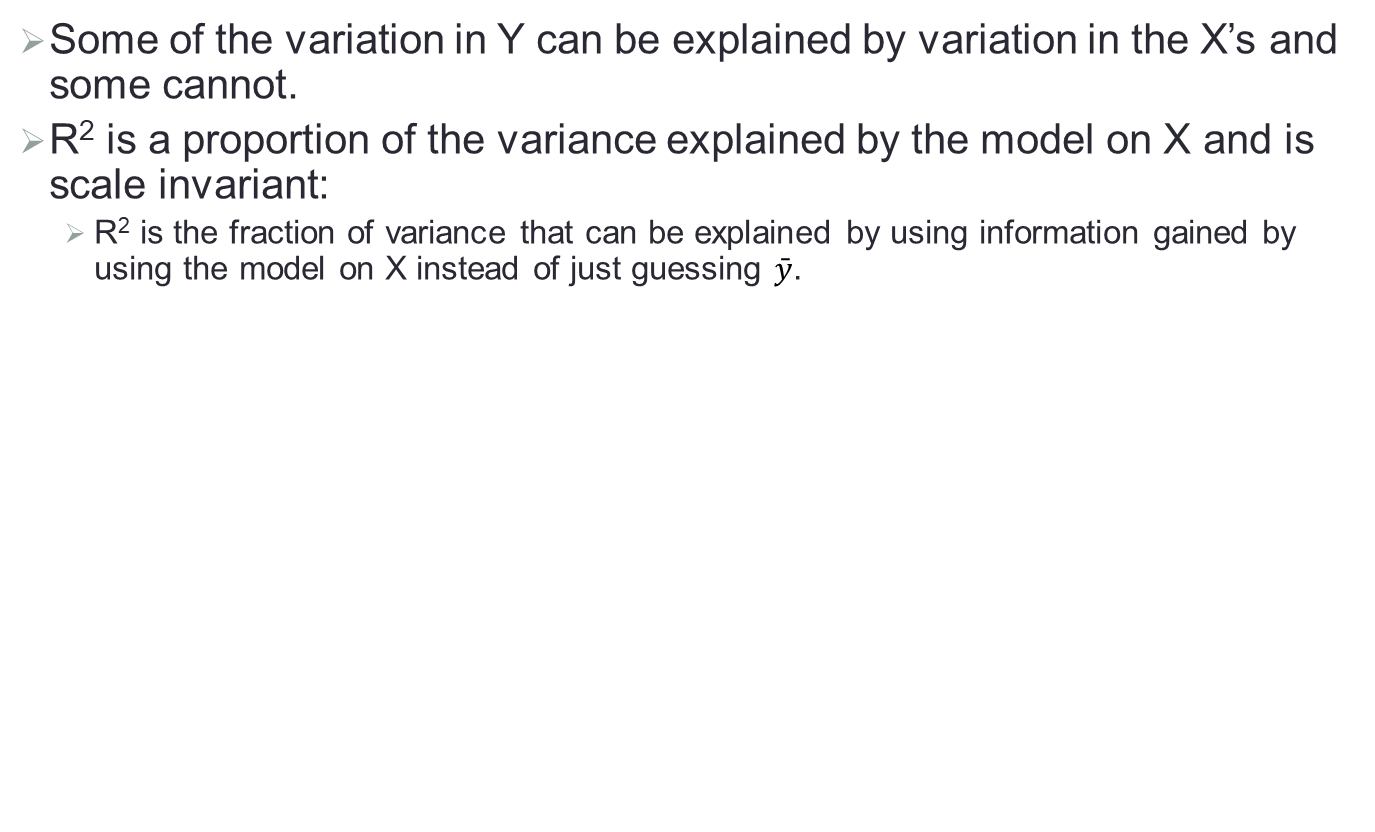 ➢Some of the variation in Y can be explained by variation in the X’s and
some cannot.
➢R² is a proportion of the variance explained by the model on X and is
scale invariant:
➢ R² is the fraction of variance that can be explained by using information gained by
using the model on X instead of just guessing ȳ.